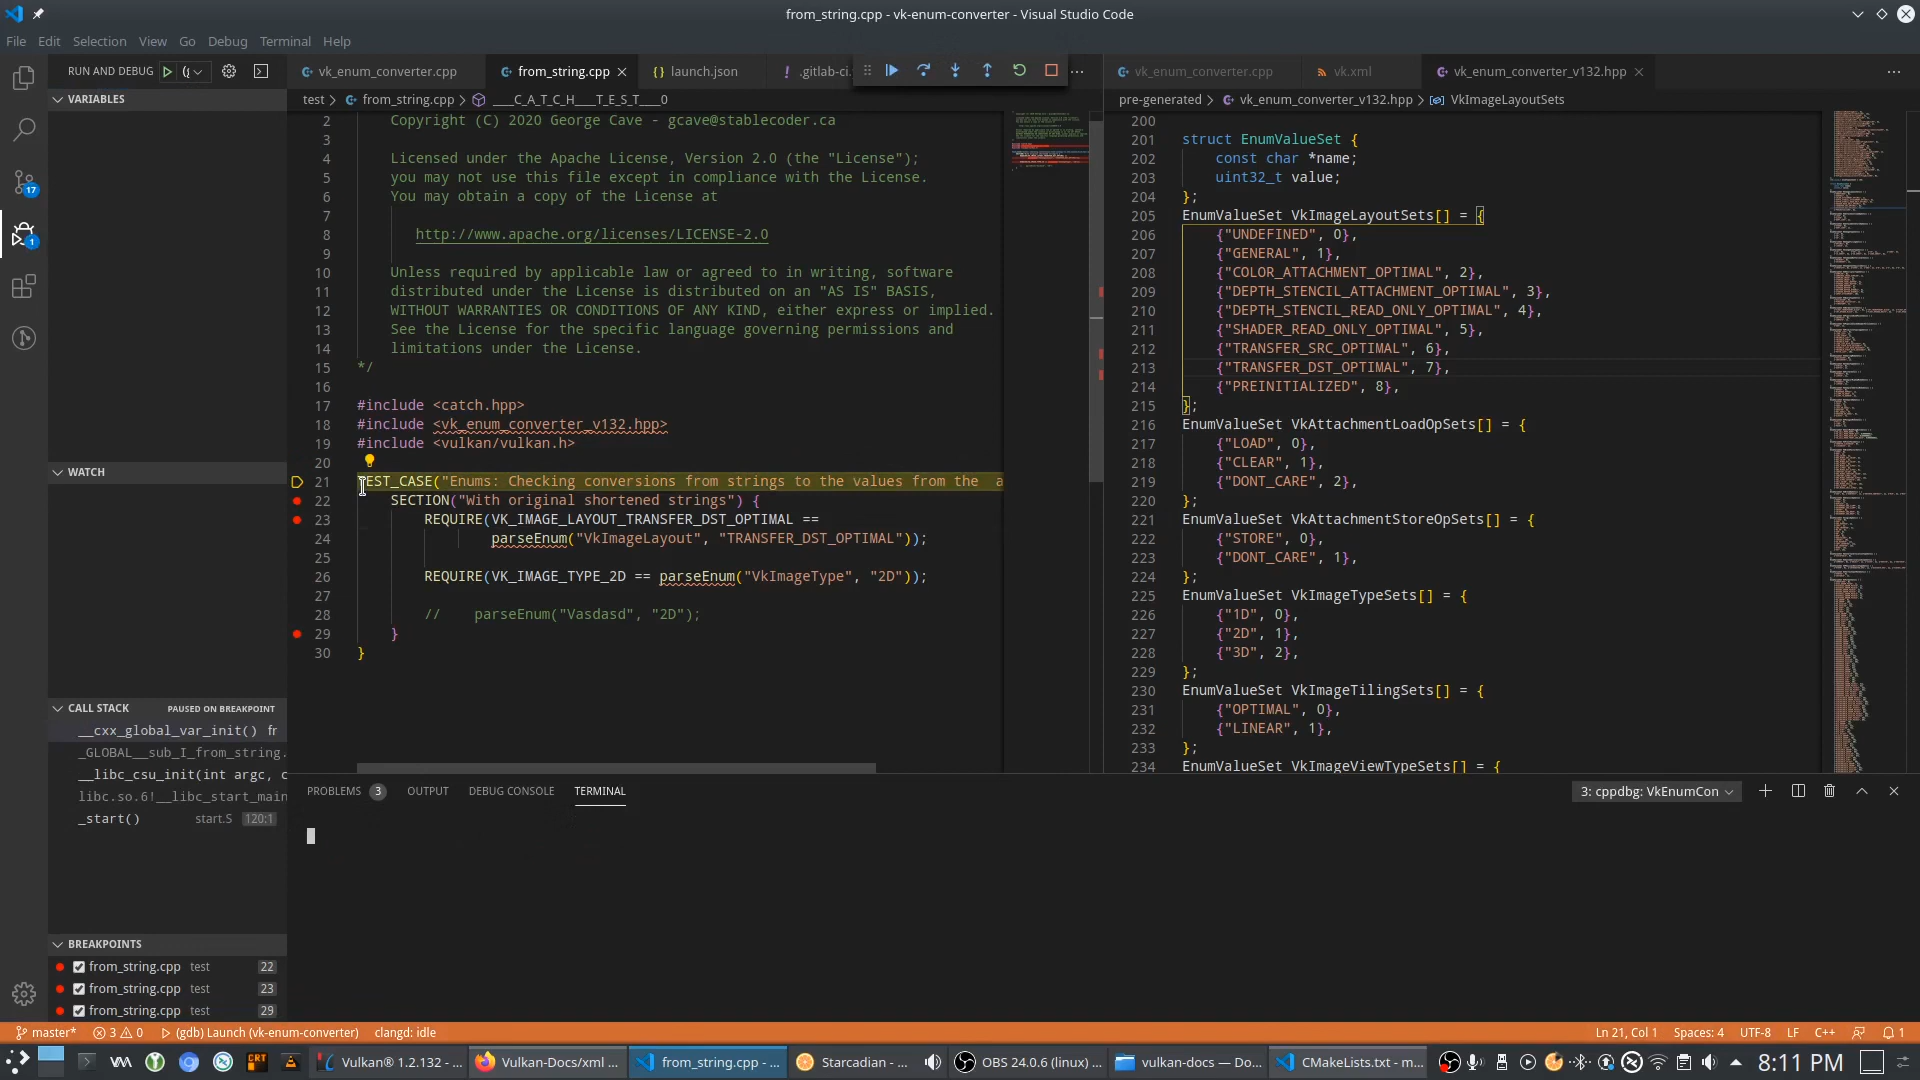 from_string.cpp - vk-enum-converter - Visual Studio Code
File Edit Selection View Go Debug Terminal Help
RUN AND DEBUG
vk_enum_converter.cpp
from_string.cpp
launch.json
.gitlab-ci.
vk_enum_converter.cpp
vk.xml
vk_enum_converter_v132.hpp
VARIABLES
WATCH
CALL STACK PAUSED ON BREAKPOINT
__cxx_global_var_init() fr
_GLOBAL__sub_I_from_string.
__libc_csu_init(int argc, c
libc.so.6!__libc_start_main
_start() start.S 120:1
BREAKPOINTS
from_string.cpp test 22
from_string.cpp test 23
from_string.cpp test 29
17
1
test > from_string.cpp > ____C_A_T_C_H____T_E_S_T____0
2 Copyright (C) 2020 George Cave - gcave@stablecoder.ca
3
4 Licensed under the Apache License, Version 2.0 (the "License");
5 you may not use this file except in compliance with the License.
6 You may obtain a copy of the License at
7
8 http://www.apache.org/licenses/LICENSE-2.0
9
10 Unless required by applicable law or agreed to in writing, software
11 distributed under the License is distributed on an "AS IS" BASIS,
12 WITHOUT WARRANTIES OR CONDITIONS OF ANY KIND, either express or implied.
13 See the License for the specific language governing permissions and
14 limitations under the License.
15 */
16
17 #include <catch.hpp>
18 #include <vk_enum_converter_v132.hpp>
19 #include <vulkan/vulkan.h>
20
21 TEST_CASE("Enums: Checking conversions from strings to the values from the a
22 SECTION("With original shortened strings") {
23 REQUIRE(VK_IMAGE_LAYOUT_TRANSFER_DST_OPTIMAL ==
24 parseEnum("VkImageLayout", "TRANSFER_DST_OPTIMAL"));
25
26 REQUIRE(VK_IMAGE_TYPE_2D == parseEnum("VkImageType", "2D"));
27
28 // parseEnum("Vasdasd", "2D");
29 }
30 }
pre-generated > vk_enum_converter_v132.hpp > VkImageLayoutSets
200
201 struct EnumValueSet {
202 const char *name;
203 uint32_t value;
204 };
205 EnumValueSet VkImageLayoutSets[] = {
206 {"UNDEFINED", 0},
207 {"GENERAL", 1},
208 {"COLOR_ATTACHMENT_OPTIMAL", 2},
209 {"DEPTH_STENCIL_ATTACHMENT_OPTIMAL", 3},
210 {"DEPTH_STENCIL_READ_ONLY_OPTIMAL", 4},
211 {"SHADER_READ_ONLY_OPTIMAL", 5},
212 {"TRANSFER_SRC_OPTIMAL", 6},
213 {"TRANSFER_DST_OPTIMAL", 7},
214 {"PREINITIALIZED", 8},
215 };
216 EnumValueSet VkAttachmentLoadOpSets[] = {
217 {"LOAD", 0},
218 {"CLEAR", 1},
219 {"DONT_CARE", 2},
220 };
221 EnumValueSet VkAttachmentStoreOpSets[] = {
222 {"STORE", 0},
223 {"DONT_CARE", 1},
224 };
225 EnumValueSet VkImageTypeSets[] = {
226 {"1D", 0},
227 {"2D", 1},
228 {"3D", 2},
229 };
230 EnumValueSet VkImageTilingSets[] = {
231 {"OPTIMAL", 0},
232 {"LINEAR", 1},
233 };
234 EnumValueSet VkImageViewTypeSets[] = {
PROBLEMS 3 OUTPUT DEBUG CONSOLE TERMINAL
3: cppdbg: VkEnumCon
master* 3 0 (gdb) Launch (vk-enum-converter) clangd: idle
Ln 21, Col 1 Spaces: 4 UTF-8 LF C++ 1
Vulkan® 1.2.132 - ...
Vulkan-Docs/xml ...
from_string.cpp - ...
Starcadian - ...
OBS 24.0.6 (linux) ...
vulkan-docs — Do...
CMakeLists.txt - m...
8:11 PM